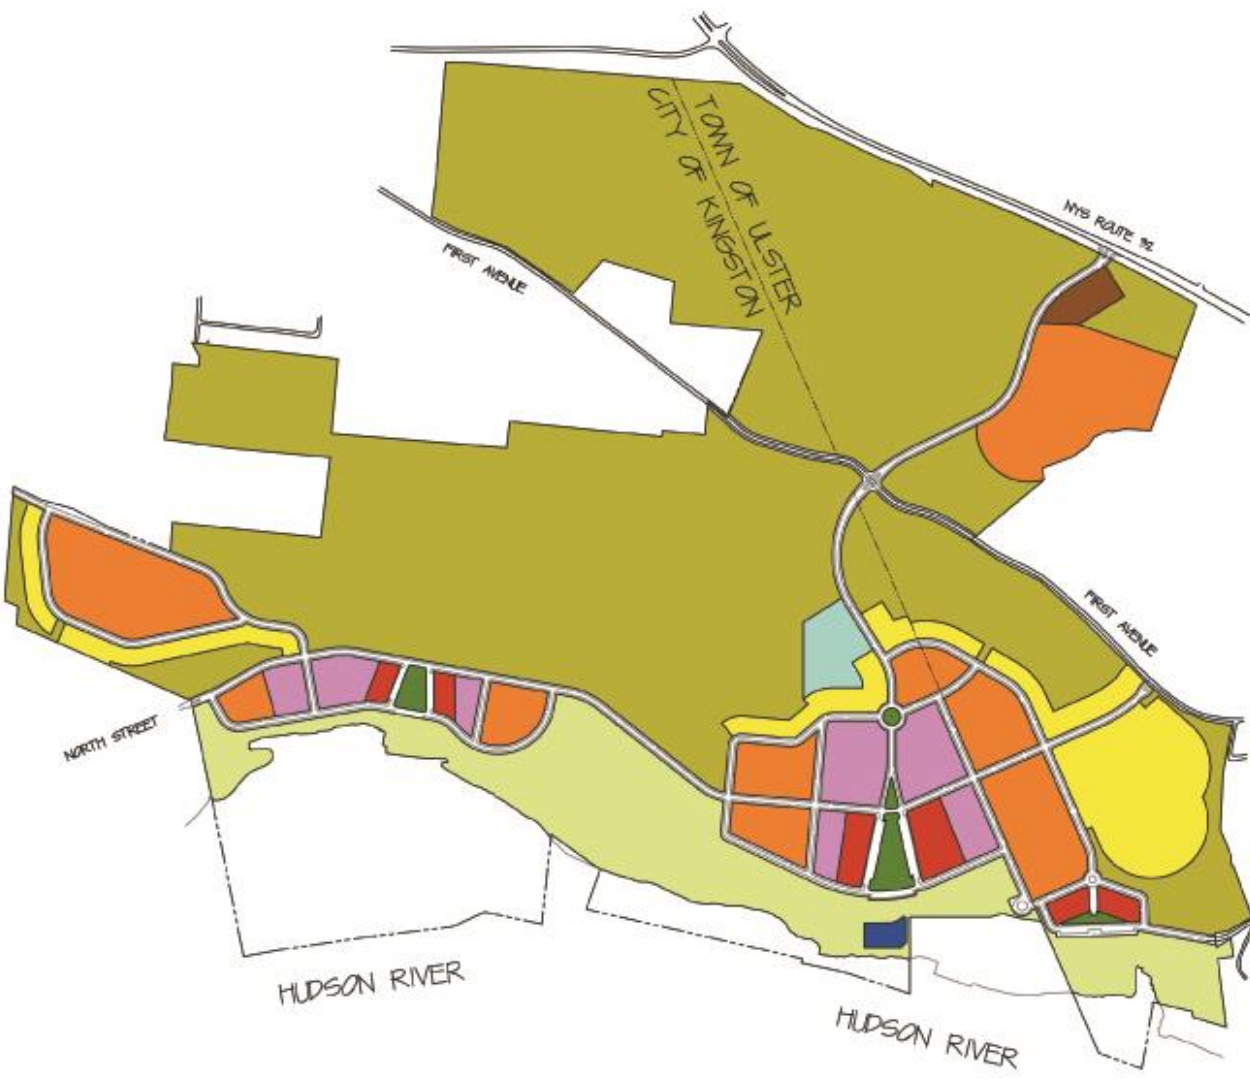 TOWN OF ULSTER
CITY OF KINGSTON
NYS ROUTE 32
FIRST AVENUE
FIRST AVENUE
NORTH STREET
HUDSON RIVER
HUDSON RIVER